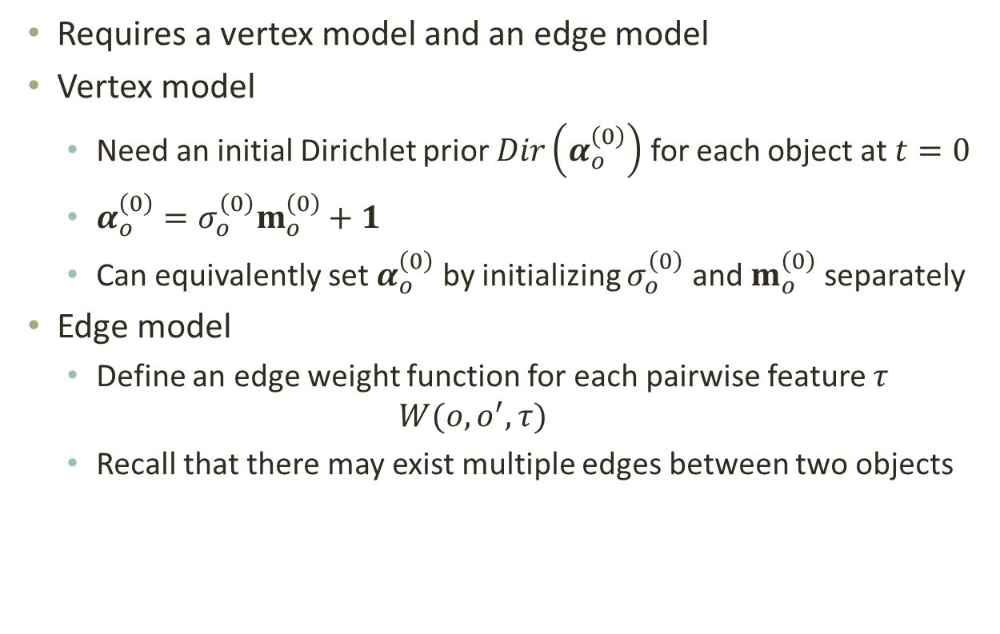 • Requires a vertex model and an edge model
• Vertex model
• Need an initial Dirichlet prior $Dir\left(\boldsymbol{\alpha}_o^{(0)}\right)$ for each object at $t = 0$
• $\boldsymbol{\alpha}_o^{(0)} = \sigma_o^{(0)}\mathbf{m}_o^{(0)} + \mathbf{1}$
• Can equivalently set $\boldsymbol{\alpha}_o^{(0)}$ by initializing $\sigma_o^{(0)}$ and $\mathbf{m}_o^{(0)}$ separately
• Edge model
• Define an edge weight function for each pairwise feature $\tau$
$W(o, o', \tau)$
• Recall that there may exist multiple edges between two objects